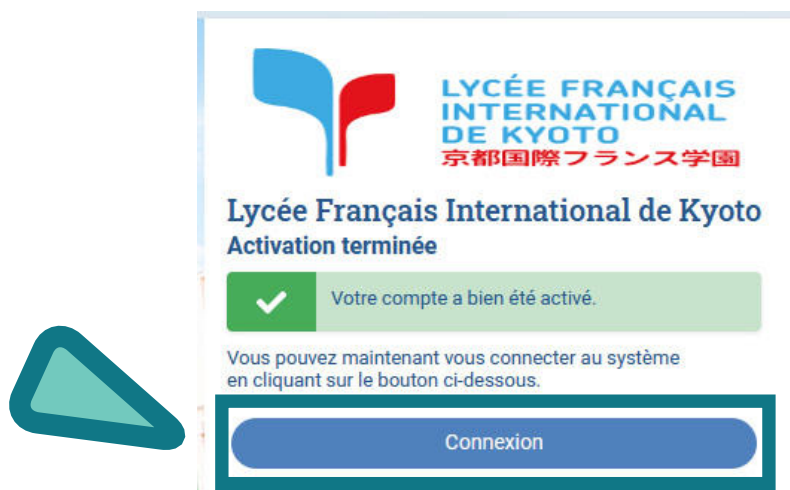 LYCÉE FRANÇAIS
INTERNATIONAL
DE KYOTO
京都国際フランス学園
Lycée Français International de Kyoto
Activation terminée
Votre compte a bien été activé.
Vous pouvez maintenant vous connecter au système
en cliquant sur le bouton ci-dessous.
Connexion